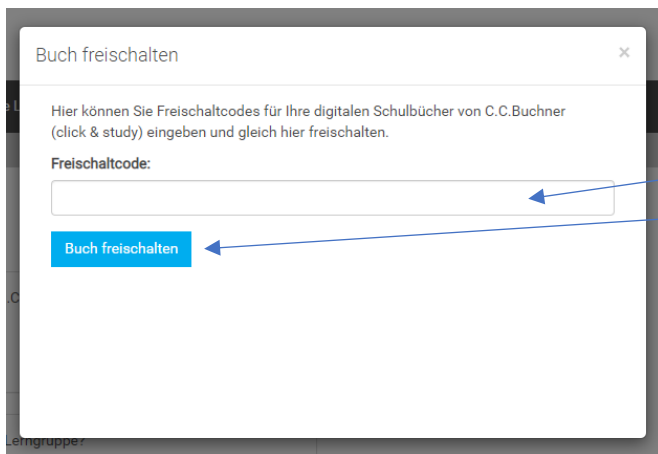 Buch freischalten ×
e L
Hier können Sie Freischaltcodes für Ihre digitalen Schulbücher von C.C.Buchner
(click & study) eingeben und gleich hier freischalten.
Freischaltcode:
Buch freischalten
.C
Lerngruppe?